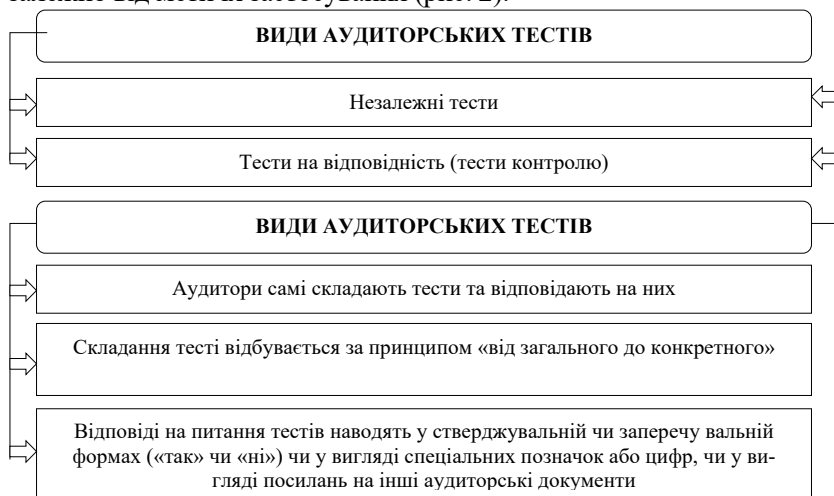 залежно від мети їх застосування (рис. 2).
ВИДИ АУДИТОРСЬКИХ ТЕСТІВ
Незалежні тести
Тести на відповідність (тести контролю)
ВИДИ АУДИТОРСЬКИХ ТЕСТІВ
Аудитори самі складають тести та відповідають на них
Складання тесті відбувається за принципом «від загального до конкретного»
Відповіді на питання тестів наводять у стверджувальній чи заперечу вальній
формах («так» чи «ні») чи у вигляді спеціальних позначок або цифр, чи у ви-
гляді посилань на інші аудиторські документи